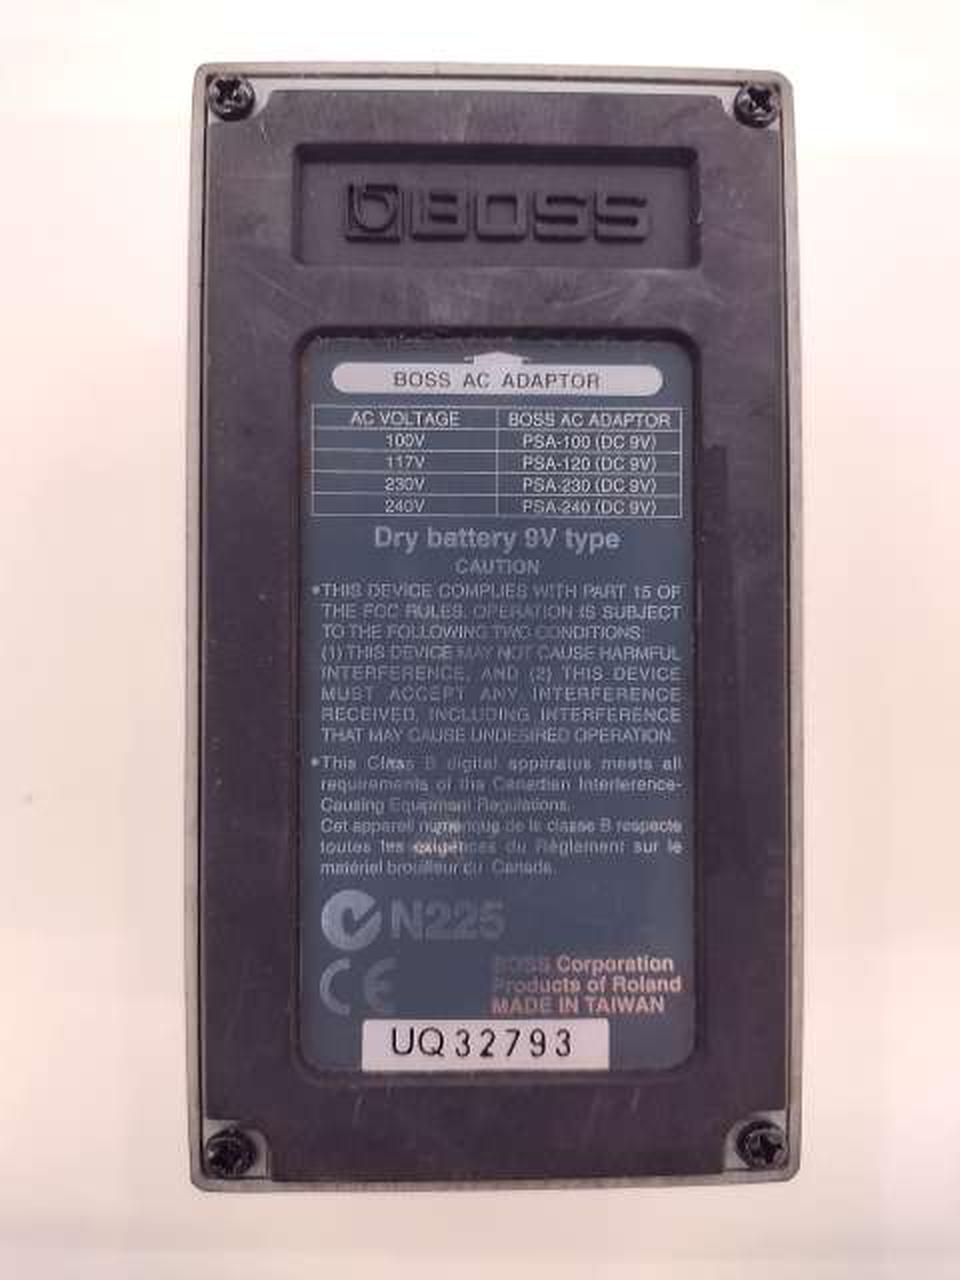 BOSS
BOSS AC ADAPTOR
AC VOLTAGE BOSS AC ADAPTOR
100V PSA-100 (DC 9V)
117V PSA-120 (DC 9V)
230V PSA-230 (DC 9V)
240V PSA-240 (DC 9V)
Dry battery 9V type
CAUTION
•THIS DEVICE COMPLIES WITH PART 15 OF
THE FCC RULES. OPERATION IS SUBJECT
TO THE FOLLOWING TWO CONDITIONS:
(1) THIS DEVICE MAY NOT CAUSE HARMFUL
INTERFERENCE, AND (2) THIS DEVICE
MUST ACCEPT ANY INTERFERENCE
RECEIVED, INCLUDING INTERFERENCE
THAT MAY CAUSE UNDESIRED OPERATION.
•This Class B digital apparatus meets all
requirements of the Canadian Interference-
Causing Equipment Regulations.
Cet appareil numérique de la classe B respecte
toutes les exigences du Règlement sur le
matériel brouilleur du Canada.
N225
CE
BOSS Corporation
Products of Roland
MADE IN TAIWAN
UQ32793